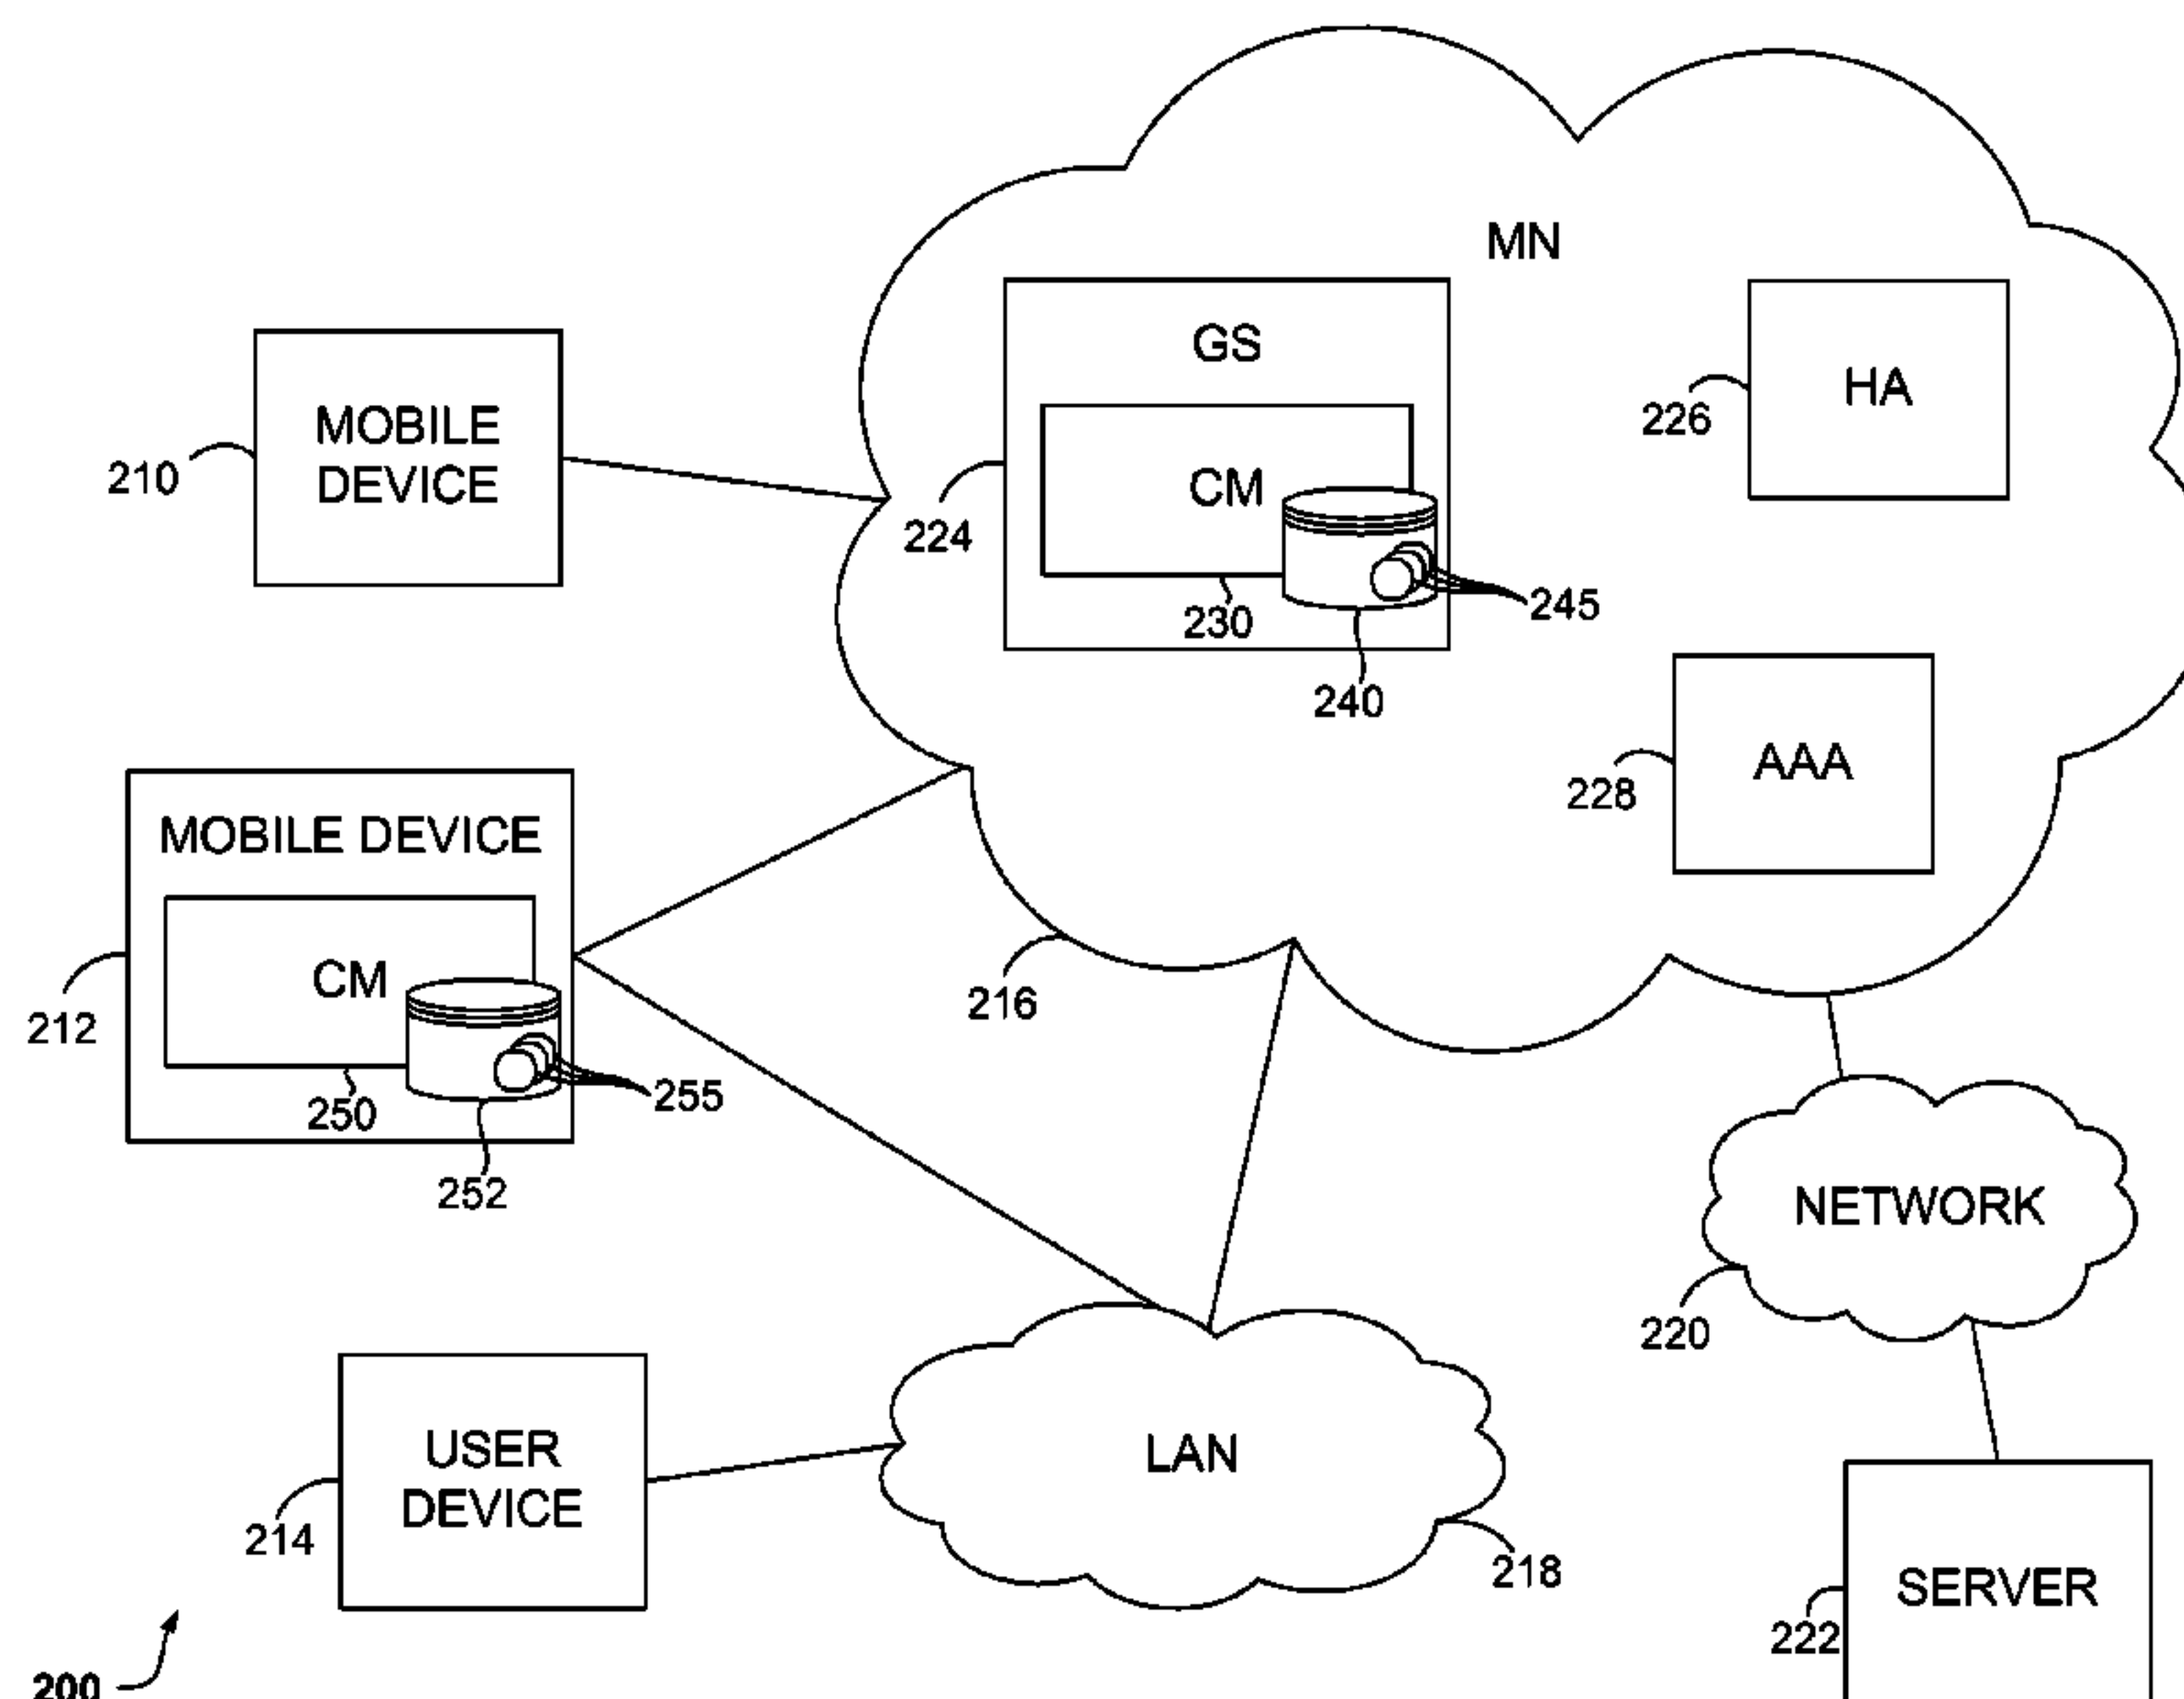 MN
GS
HA
MOBILE
DEVICE
226
210
CM
224
245
230
240
AAA
228
MOBILE DEVICE
CM
212
216
255
250
252
NETWORK
220
USER
DEVICE
LAN
214
218
SERVER
222
200